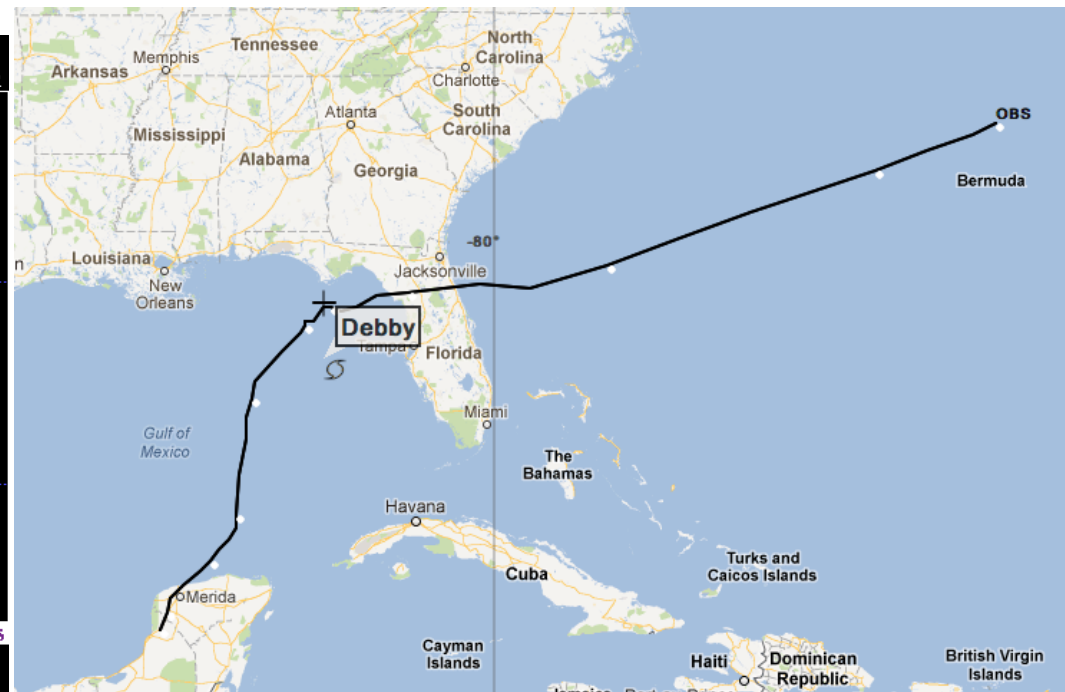 North
Carolina
Tennessee
Memphis
Arkansas
Charlotte
Atlanta
South
Carolina
OBS
Mississippi
Alabama
Georgia
Bermuda
-80°
Louisiana
n
Jacksonville
New
Orleans
Debby
Tampa
Florida
Miami
Gulf of
Mexico
The
Bahamas
Havana
Turks and
Caicos Islands
Cuba
Merida
s
Cayman
Islands
Haiti
Dominican
Republic
British Virgin
Islands